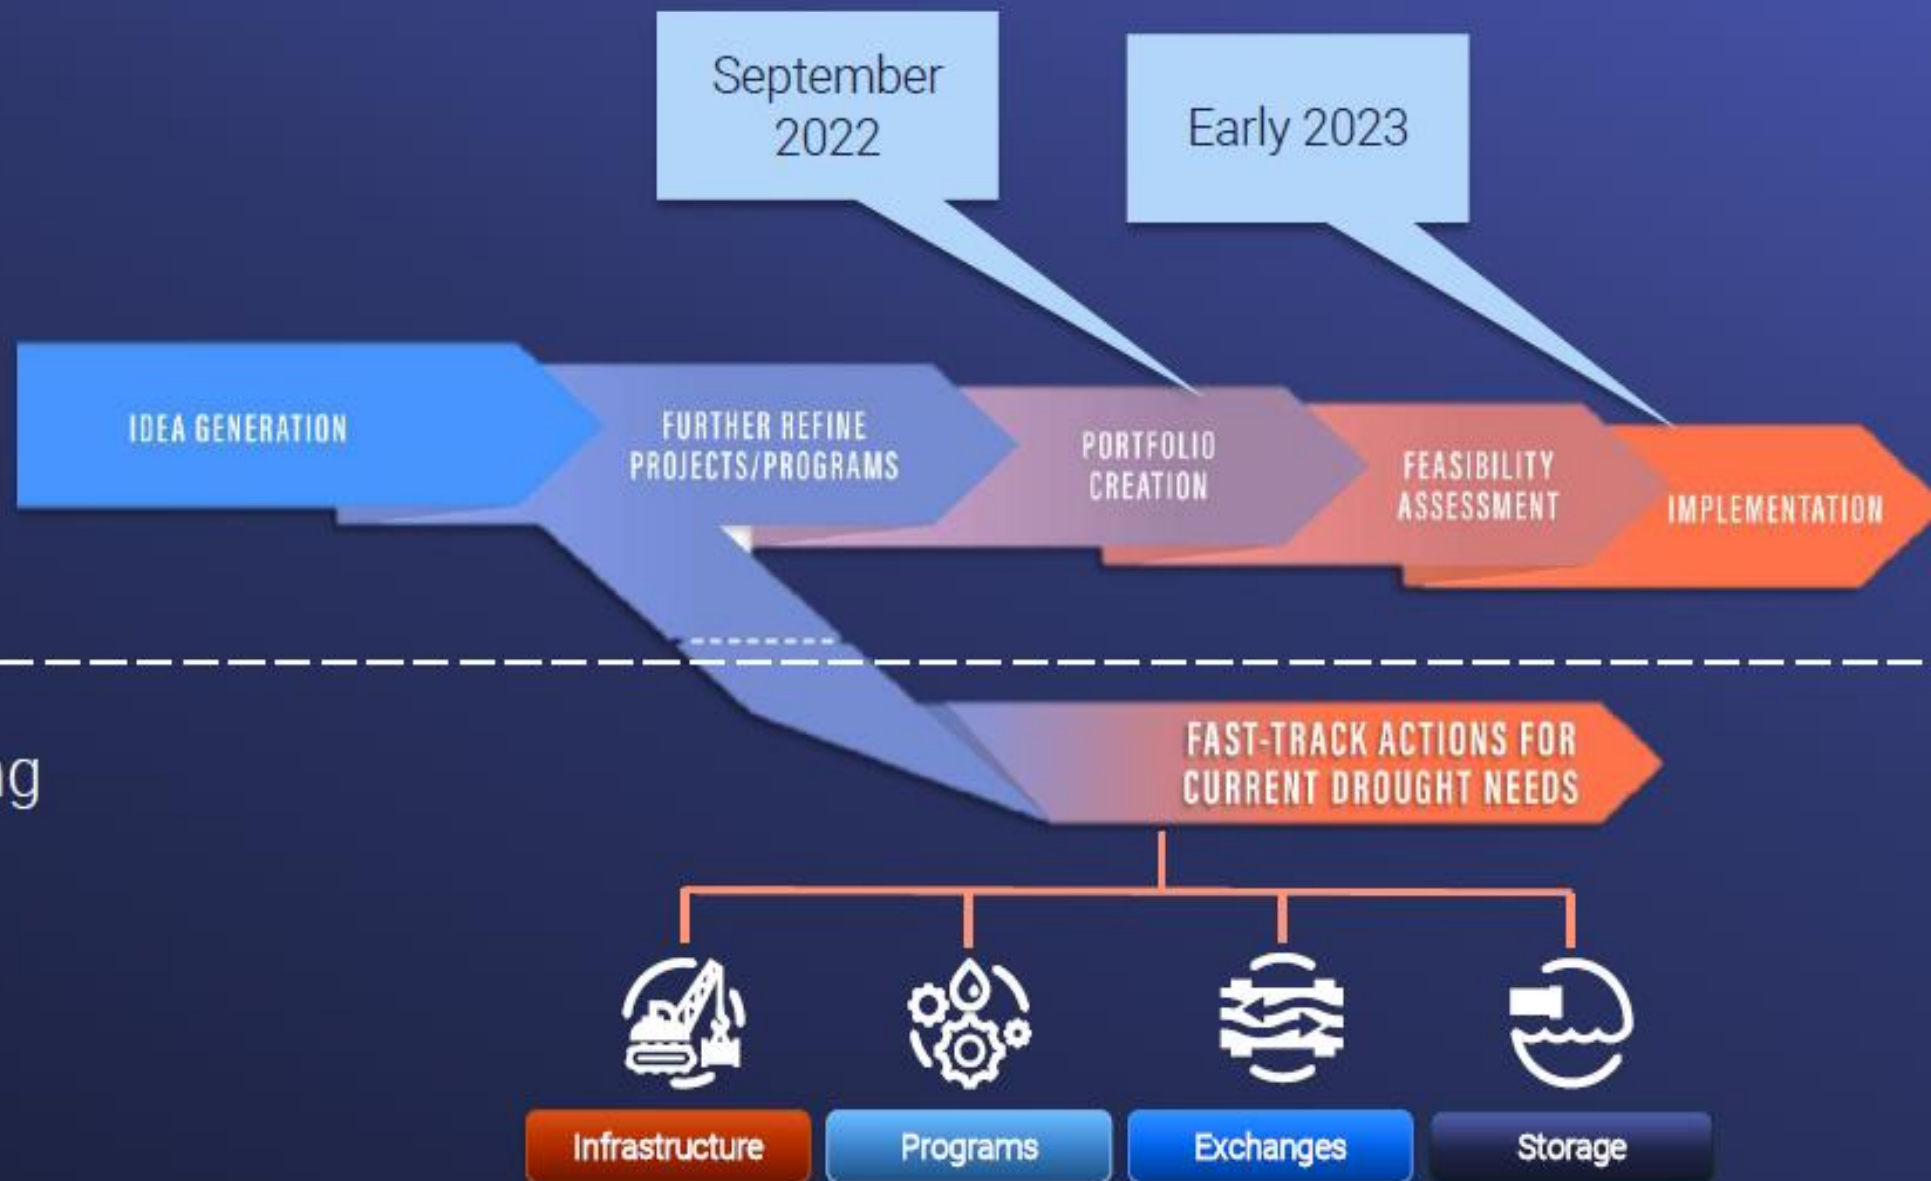 September
2022
Early 2023
IDEA GENERATION
FURTHER REFINE
PROJECTS/PROGRAMS
PORTFOLIO
CREATION
FEASIBILITY
ASSESSMENT
IMPLEMENTATION
FAST-TRACK ACTIONS FOR
CURRENT DROUGHT NEEDS
Infrastructure
Programs
Exchanges
Storage